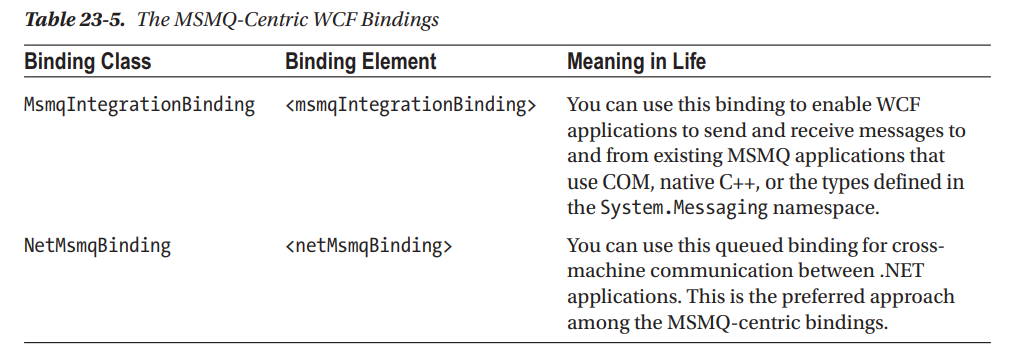 Table 23-5. The MSMQ-Centric WCF Bindings
Binding Class Binding Element Meaning in Life
MsmqIntegrationBinding <msmqIntegrationBinding> You can use this binding to enable WCF
applications to send and receive messages to
and from existing MSMQ applications that
use COM, native C++, or the types defined in
the System.Messaging namespace.
NetMsmqBinding <netMsmqBinding> You can use this queued binding for cross-
machine communication between .NET
applications. This is the preferred approach
among the MSMQ-centric bindings.